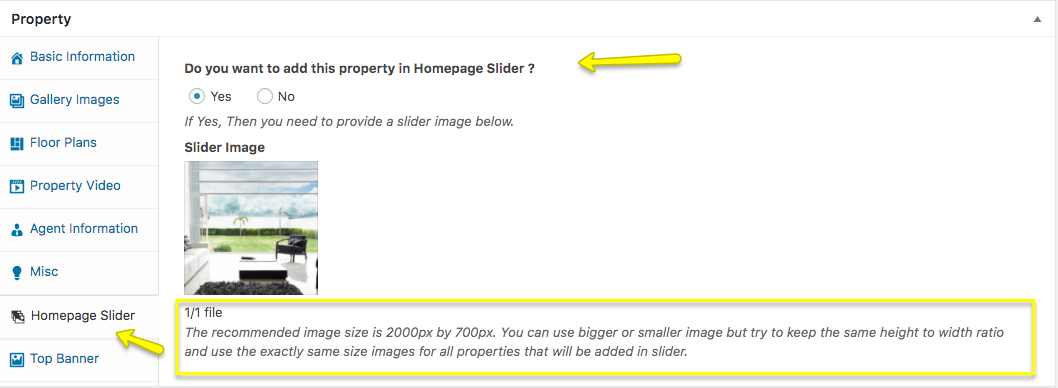 Property
Basic Information
Gallery Images
Floor Plans
Property Video
Agent Information
Misc
Homepage Slider
Top Banner
Do you want to add this property in Homepage Slider ?
Yes No
If Yes, Then you need to provide a slider image below.
Slider Image
1/1 file
The recommended image size is 2000px by 700px. You can use bigger or smaller image but try to keep the same height to width ratio
and use the exactly same size images for all properties that will be added in slider.